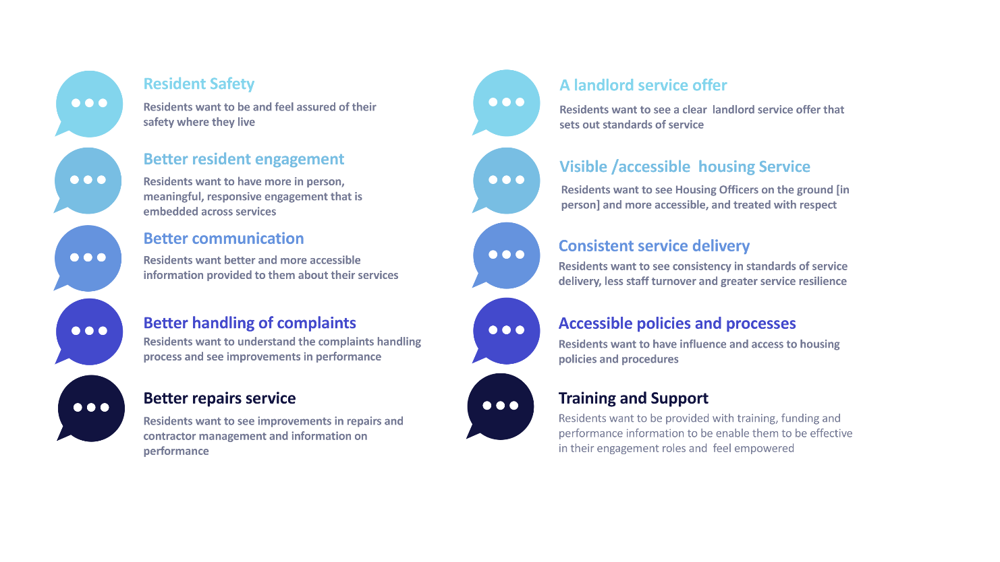 Resident Safety
Residents want to be and feel assured of their
safety where they live
Better resident engagement
Residents want to have more in person,
meaningful, responsive engagement that is
embedded across services
Better communication
Residents want better and more accessible
information provided to them about their services
Better handling of complaints
Residents want to understand the complaints handling
process and see improvements in performance
Better repairs service
Residents want to see improvements in repairs and
contractor management and information on
performance
A landlord service offer
Residents want to see a clear  landlord service offer that
sets out standards of service
Visible /accessible  housing Service
Residents want to see Housing Officers on the ground [in
person] and more accessible, and treated with respect
Consistent service delivery
Residents want to see consistency in standards of service
delivery, less staff turnover and greater service resilience
Accessible policies and processes
Residents want to have influence and access to housing
policies and procedures
Training and Support
Residents want to be provided with training, funding and
performance information to be enable them to be effective
in their engagement roles and  feel empowered